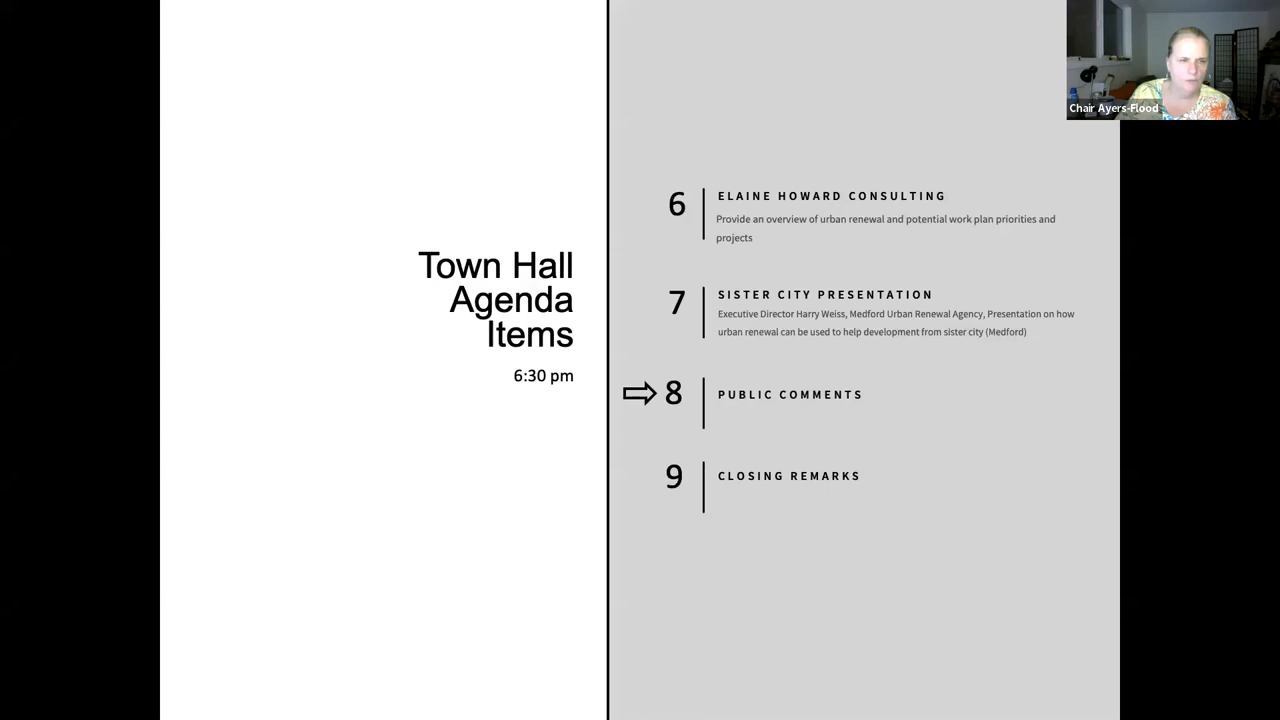 Chair Ayers-Flood
Town Hall
Agenda
Items
6:30 pm
6
ELAINE HOWARD CONSULTING
Provide an overview of urban renewal and potential work plan priorities and
projects
7
SISTER CITY PRESENTATION
Executive Director Harry Weiss, Medford Urban Renewal Agency, Presentation on how
urban renewal can be used to help development from sister city (Medford)
8
PUBLIC COMMENTS
9
CLOSING REMARKS